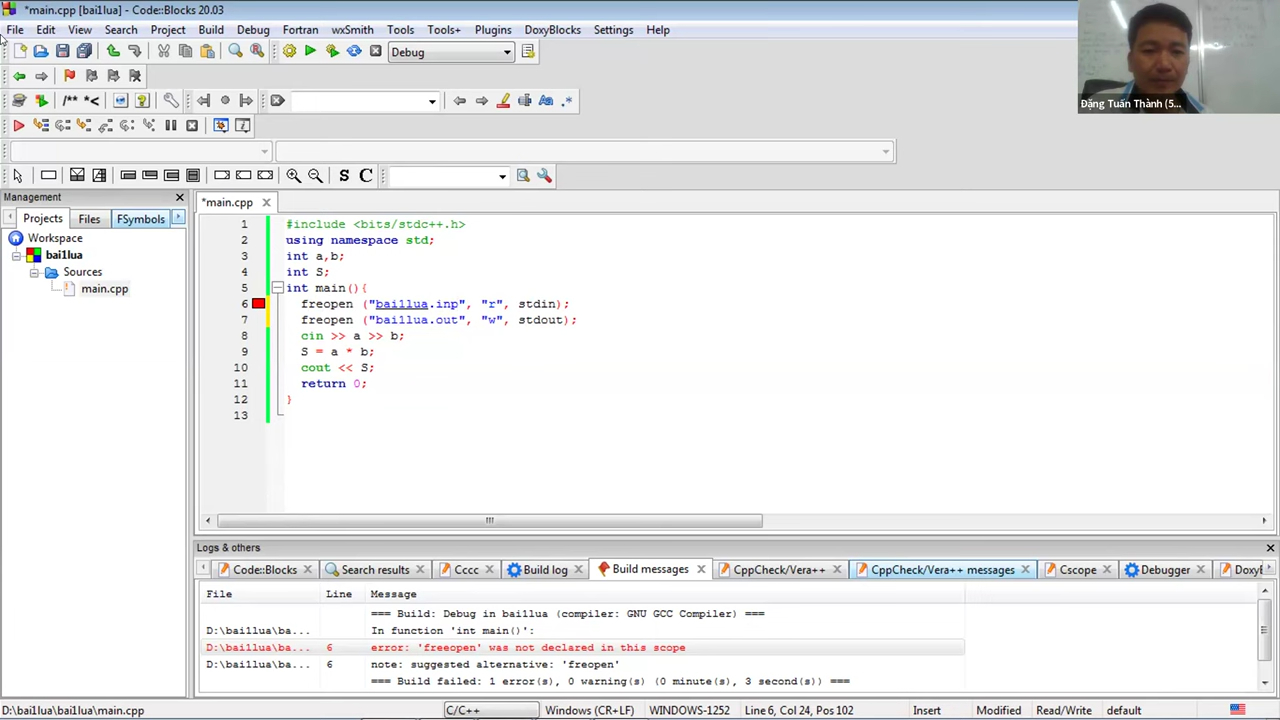 *main.cpp [bai1lua] - Code::Blocks 20.03
File Edit View Search Project Build Debug Fortran wxSmith Tools Tools+ Plugins DoxyBlocks Settings Help
Debug
/** *<
Aa .*
S C
Đặng Tuấn Thành (5...
Management
Projects Files FSymbols
Workspace
bai1lua
Sources
main.cpp
*main.cpp
1 #include <bits/stdc++.h>
2 using namespace std;
3 int a,b;
4 int S;
5 int main(){
6 freopen ("bai1lua.inp", "r", stdin);
7 freopen ("bai1lua.out", "w", stdout);
8 cin >> a >> b;
9 S = a * b;
10 cout << S;
11 return 0;
12 }
13
Logs & others
Code::Blocks Search results Cccc Build log Build messages CppCheck/Vera++ CppCheck/Vera++ messages Cscope Debugger DoxyB
File Line Message
=== Build: Debug in bai1lua (compiler: GNU GCC Compiler) ===
D:\bai1lua\ba... In function 'int main()':
D:\bai1lua\ba... 6 error: 'freeopen' was not declared in this scope
D:\bai1lua\ba... 6 note: suggested alternative: 'freopen'
=== Build failed: 1 error(s), 0 warning(s) (0 minute(s), 3 second(s)) ===
D:\bai1lua\bai1lua\main.cpp C/C++ Windows (CR+LF) WINDOWS-1252 Line 6, Col 24, Pos 102 Insert Modified Read/Write default